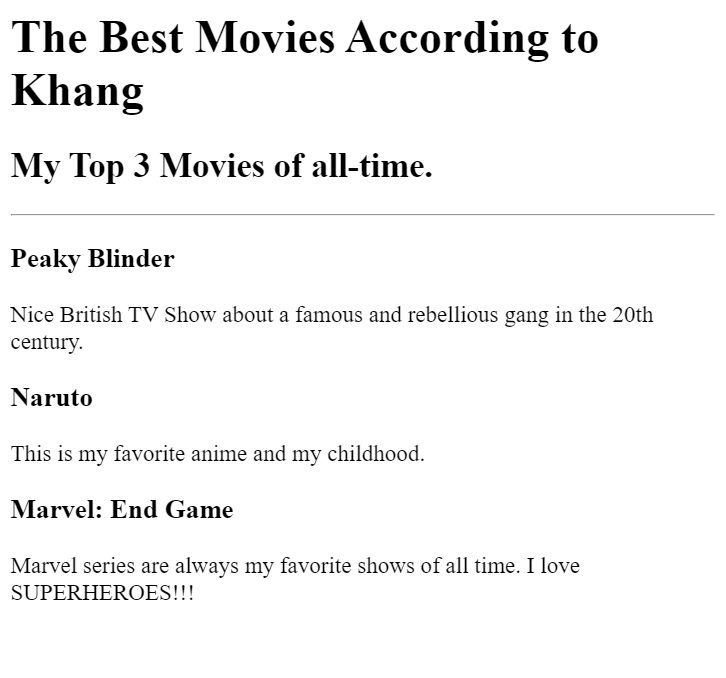 The Best Movies According to
Khang
My Top 3 Movies of all-time.
Peaky Blinder
Nice British TV Show about a famous and rebellious gang in the 20th
century.
Naruto
This is my favorite anime and my childhood.
Marvel: End Game
Marvel series are always my favorite shows of all time. I love
SUPERHEROES!!!